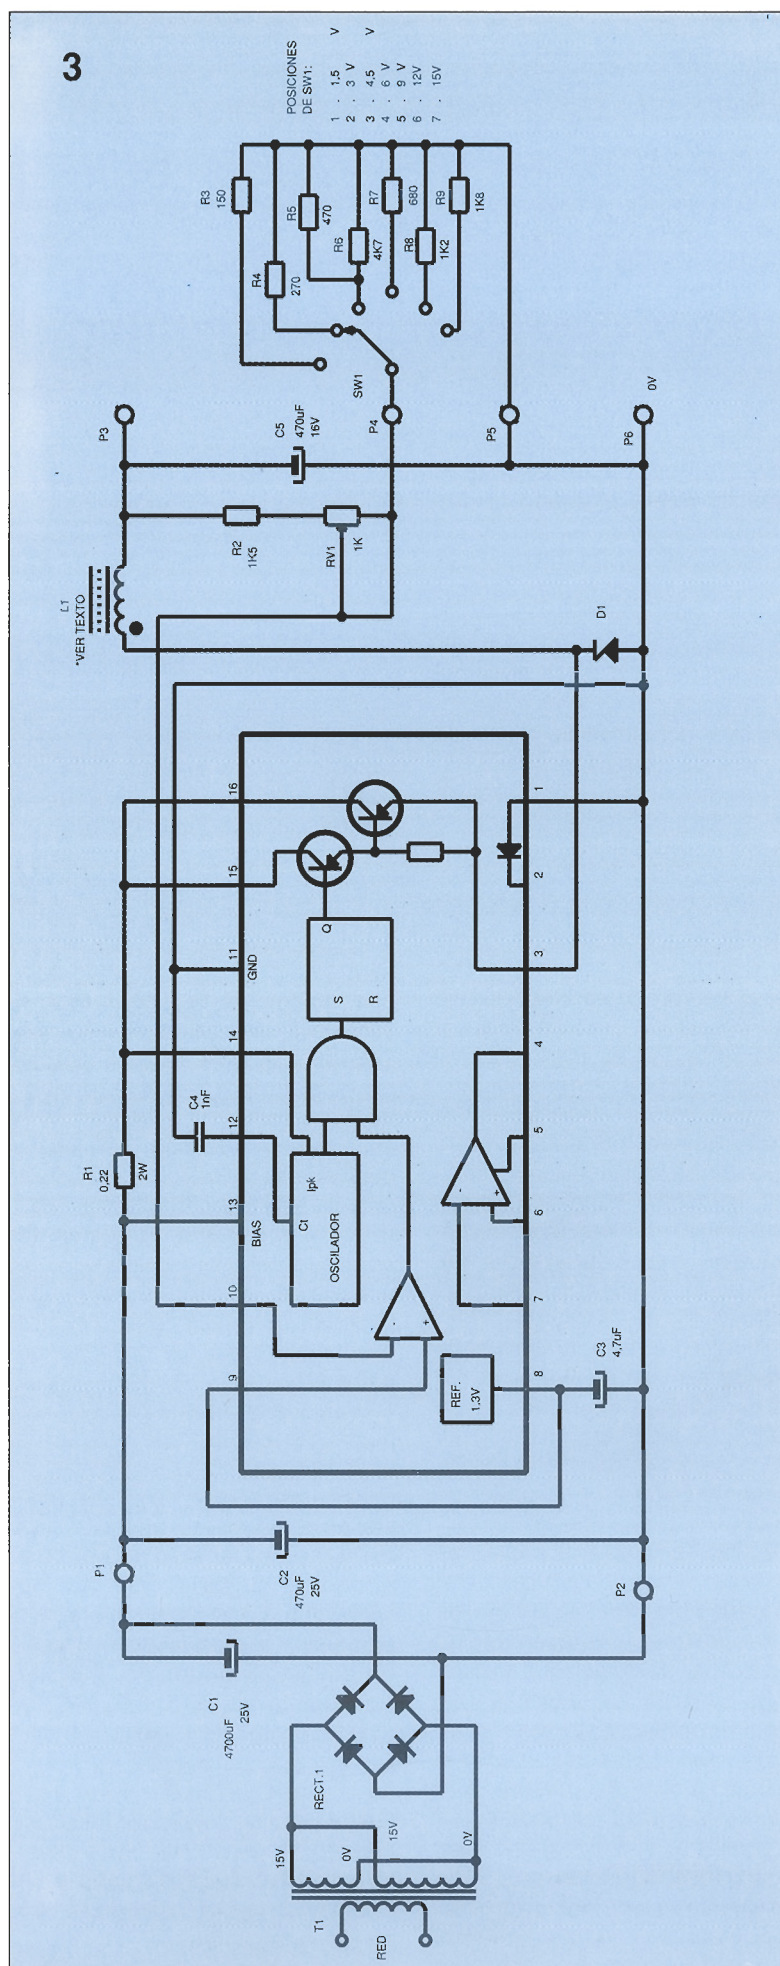 3
POSICIONES
DE SW1:
1 . 1,5 V
2 . 3 V
3 . 4,5 V
4 . 6 V
5 . 9 V
6 . 12V
7 . 15V
R3
150
R4
270
R5
470
R6
4K7
R7
680
R8
1K2
R9
1K8
SW1
P3
C5
470uF
16V
P4
P5
P6
0V
R2
1K5
RV1
1K
L1
*VER TEXTO
D1
16
15
11
GND
14
C4
1nF
12
R1
0,22
2W
13
BIAS
10
9
Q
S
R
Ipk
Ct
OSCILADOR
-
+
-
+
REF.
1.3V
1
2
3
4
5
6
7
8
C3
4,7uF
P1
C2
470uF
25V
P2
C1
4700uF
25V
RECT.1
15V
0V
15V
0V
T1
RED